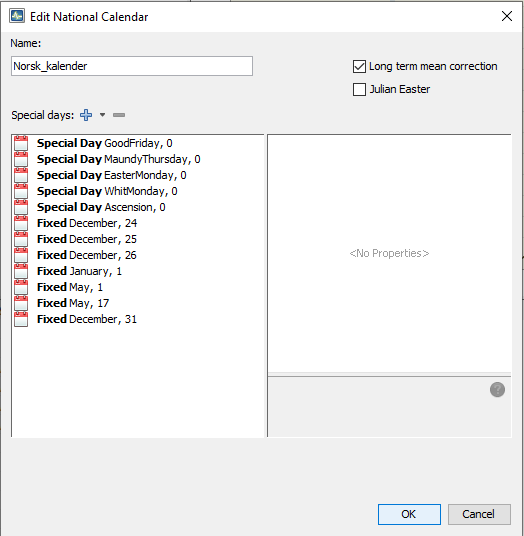 Edit National Calendar
Name:
Norsk_kalender
Long term mean correction
Julian Easter
Special days:
Special Day GoodFriday, 0
Special Day MaundyThursday, 0
Special Day EasterMonday, 0
Special Day WhitMonday, 0
Special Day Ascension, 0
Fixed December, 24
Fixed December, 25
Fixed December, 26
Fixed January, 1
Fixed May, 1
Fixed May, 17
Fixed December, 31
<No Properties>
?
OK
Cancel